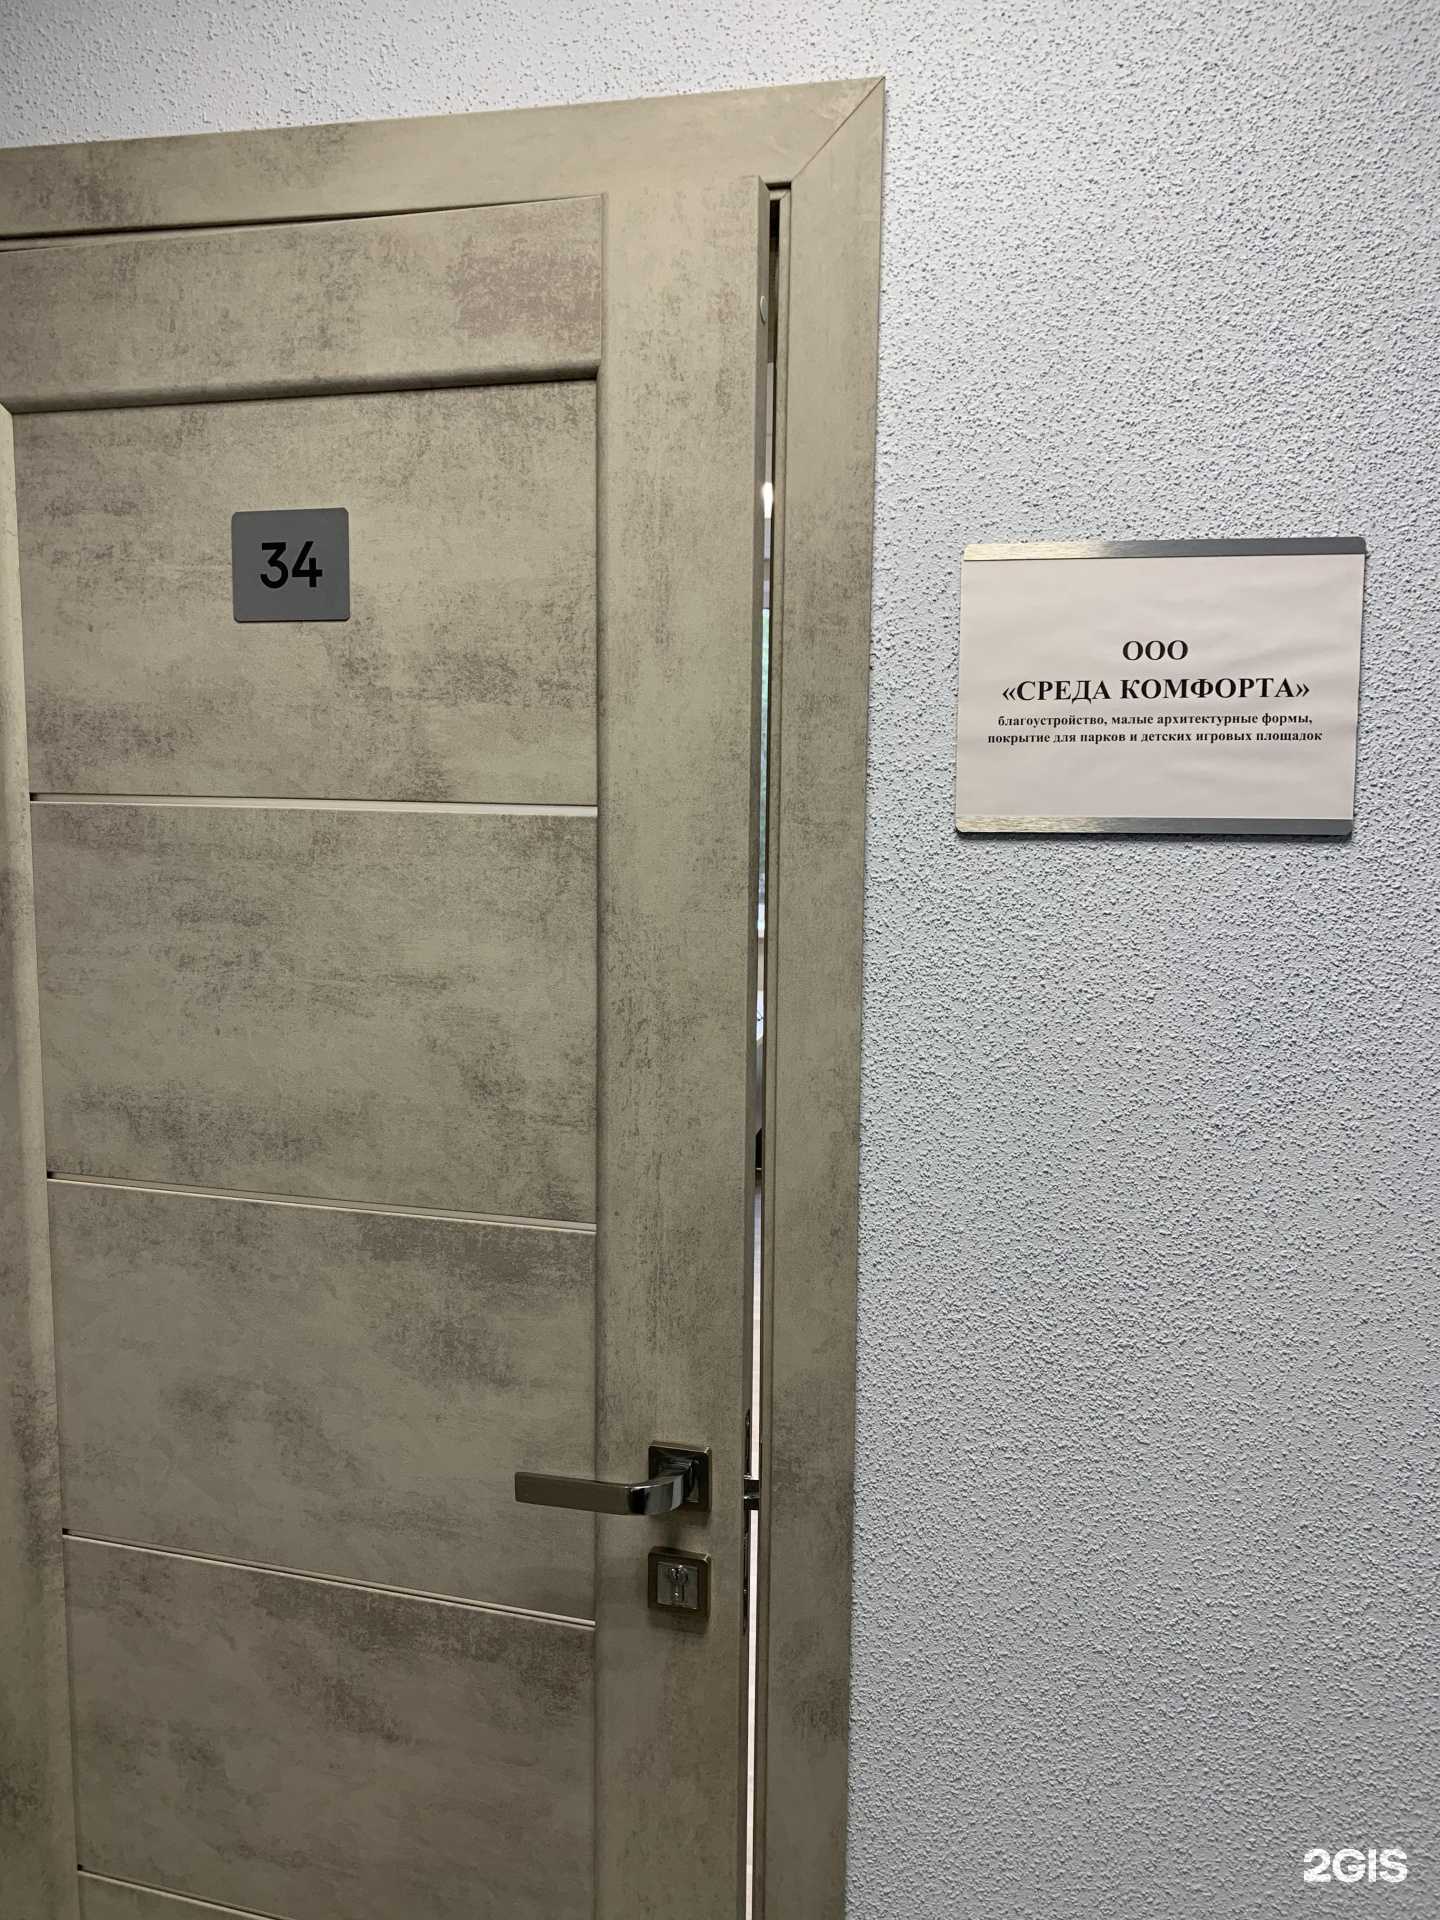 34
ООО
«СРЕДА КОМФОРТА»
благоустройство, малые архитектурные формы,
покрытие для парков и детских игровых площадок
2GIS